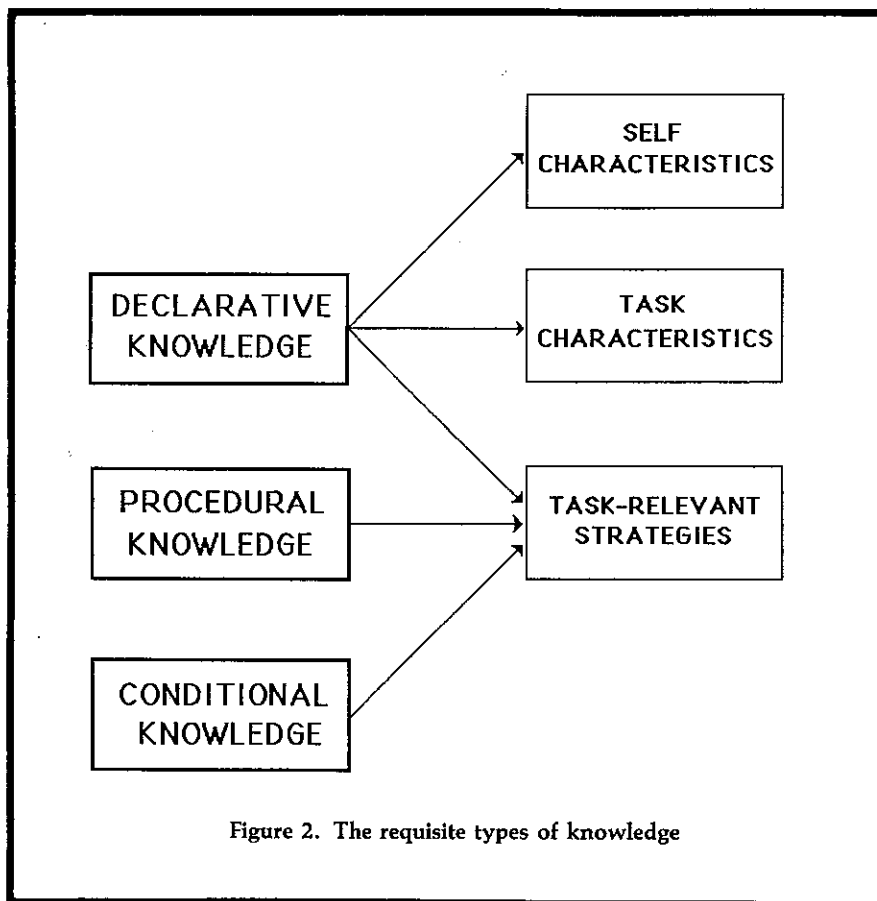 SELF
CHARACTERISTICS
DECLARATIVE
KNOWLEDGE
TASK
CHARACTERISTICS
PROCEDURAL
KNOWLEDGE
TASK-RELEVANT
STRATEGIES
CONDITIONAL
KNOWLEDGE
Figure 2. The requisite types of knowledge